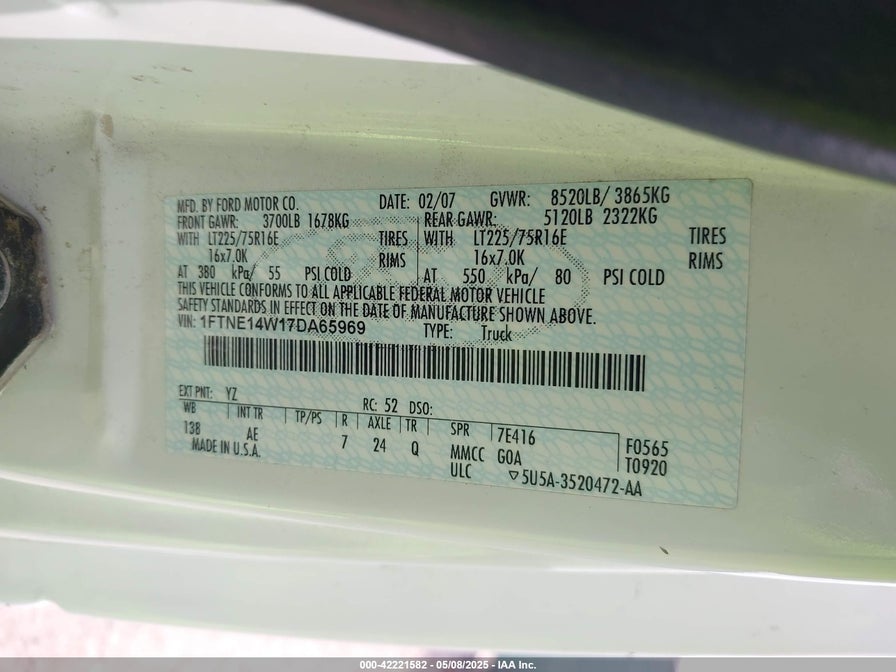 MFD. BY FORD MOTOR CO. DATE: 02/07 GVWR: 8520LB/ 3865KG
FRONT GAWR: 3700LB 1678KG REAR GAWR: 5120LB 2322KG
WITH LT225/75R16E TIRES WITH LT225/75R16E TIRES
16x7.0K RIMS 16x7.0K RIMS
AT 380 kPa/ 55 PSI COLD AT 550 kPa/ 80 PSI COLD
THIS VEHICLE CONFORMS TO ALL APPLICABLE FEDERAL MOTOR VEHICLE
SAFETY STANDARDS IN EFFECT ON THE DATE OF MANUFACTURE SHOWN ABOVE.
VIN: 1FTNE14W17DA65969 TYPE: Truck
EXT PNT: YZ RC: 52 DSO:
WB INT TR TP/PS R AXLE TR SPR 7E416 F0565
138 AE 7 24 Q MMCC GOA T0920
MADE IN U.S.A. ULC ▽5U5A-3520472-AA
000-42221582 - 05/08/2025 - IAA Inc.